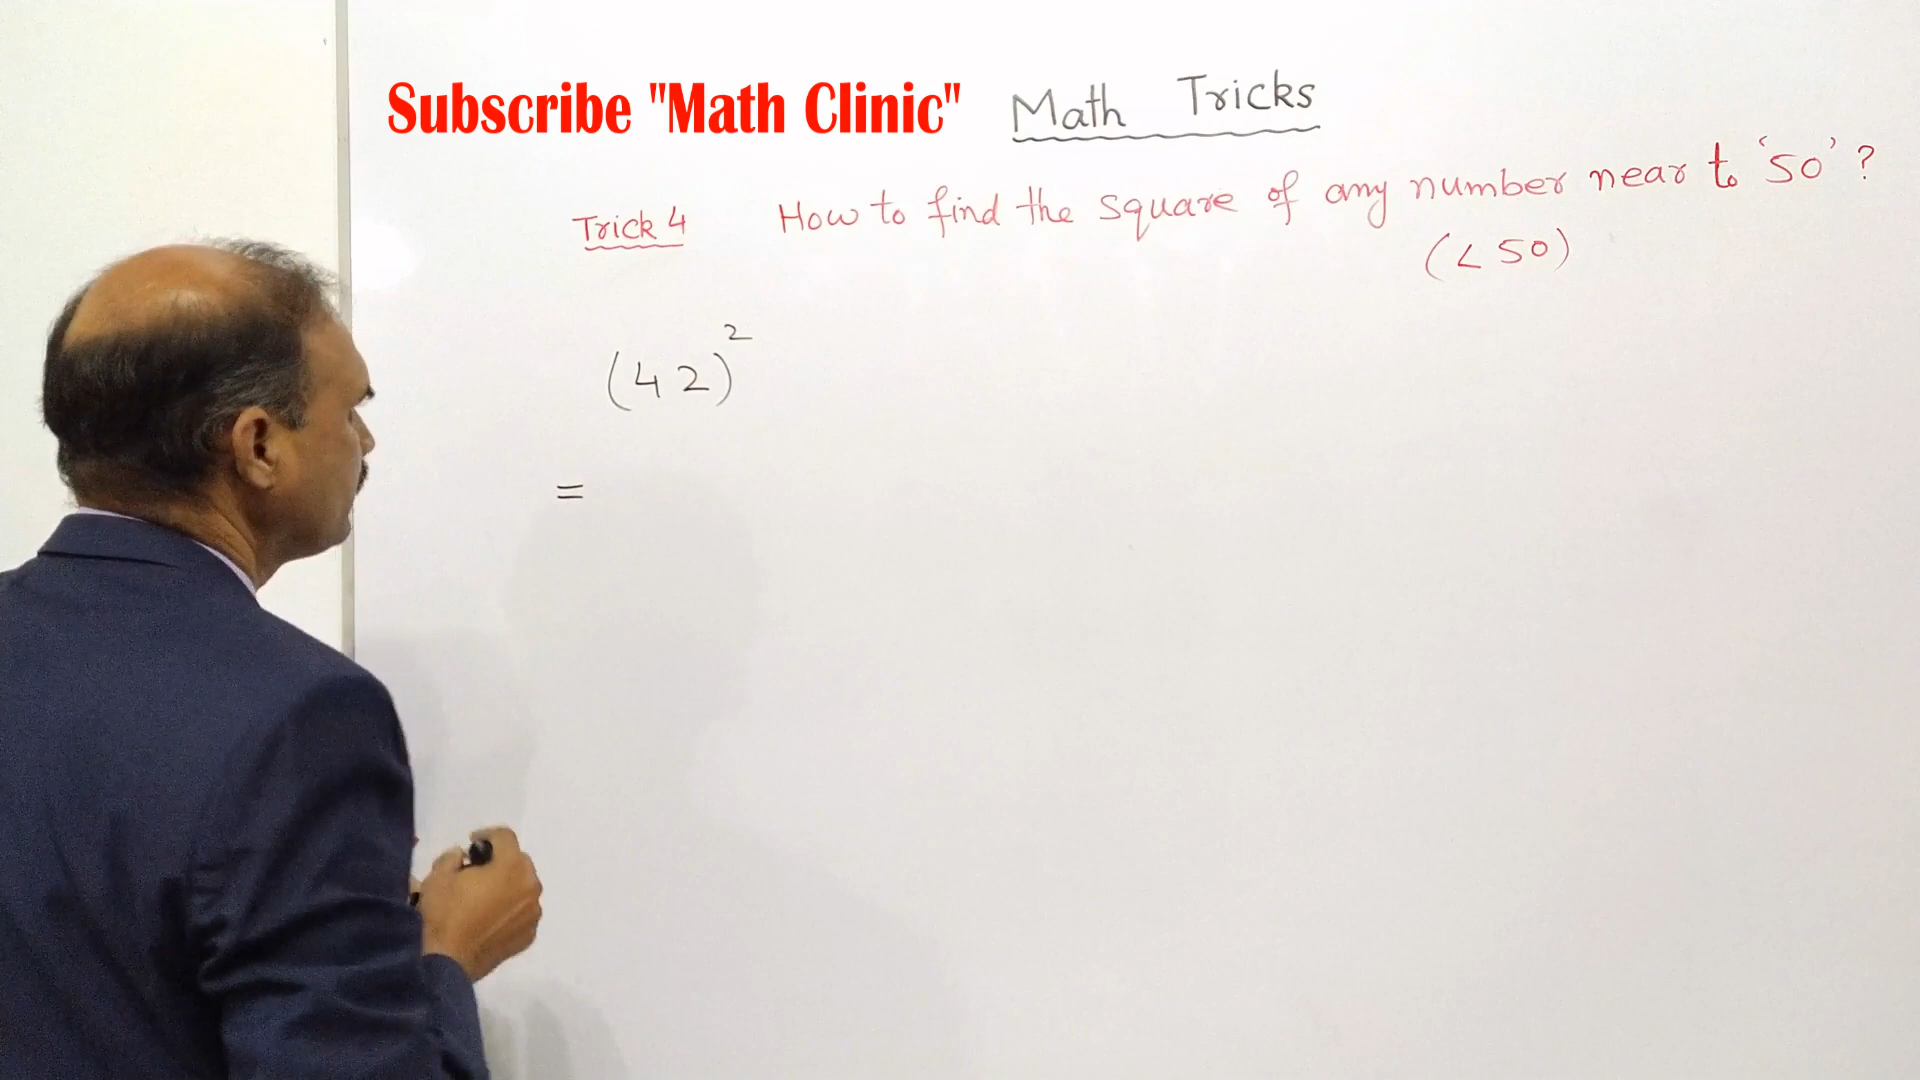 Subscribe "Math Clinic" Math Tricks
Trick 4 How to find the square of any number near to '50' ?
(< 50)
(42)²
=